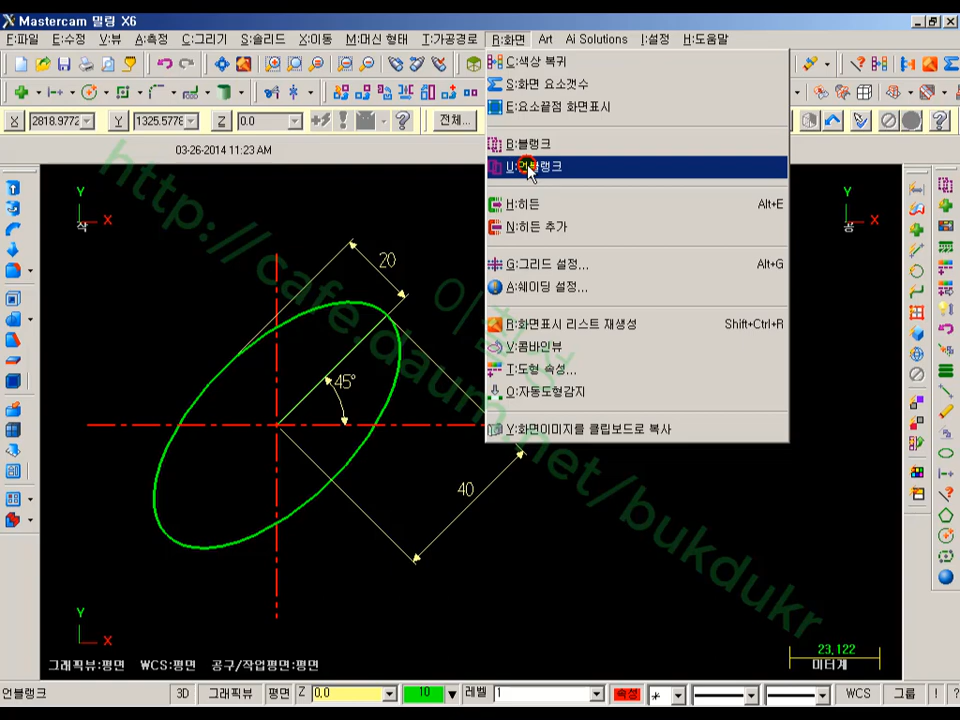 Mastercam 밀링 X6
F:파일 E:수정 V:뷰 A:측정 C:그리기 S:솔리드 X:이동 M:머신 형태 T:가공경로 R:화면 Art Ai Solutions I:설정 H:도움말
C:색상 복귀
S:화면 요소갯수
E:요소끝점 화면표시
B:블랭크
U:언블랭크
H:히든 Alt+E
N:히든 추가
G:그리드 설정... Alt+G
A:쉐이딩 설정...
R:화면표시 리스트 재생성 Shift+Ctrl+R
V:콤바인뷰
T:도형 속성...
O:자동도형감지
Y:화면이미지를 클립보드로 복사
X 2818.9772 Y 1325.5778 Z 0.0 전체...
03-26-2014 11:23 AM
Y
X
작
Y
X
공
20
45°
40
http://cafe.daum.net/bukdukr
Y
X
그래픽뷰:평면 WCS:평면 공구/작업평면:평면
23,122
미터계
언블랭크 3D 그래픽뷰 평면 Z 0,0 10 레벨 1 속성 WCS 그룹 ! ?